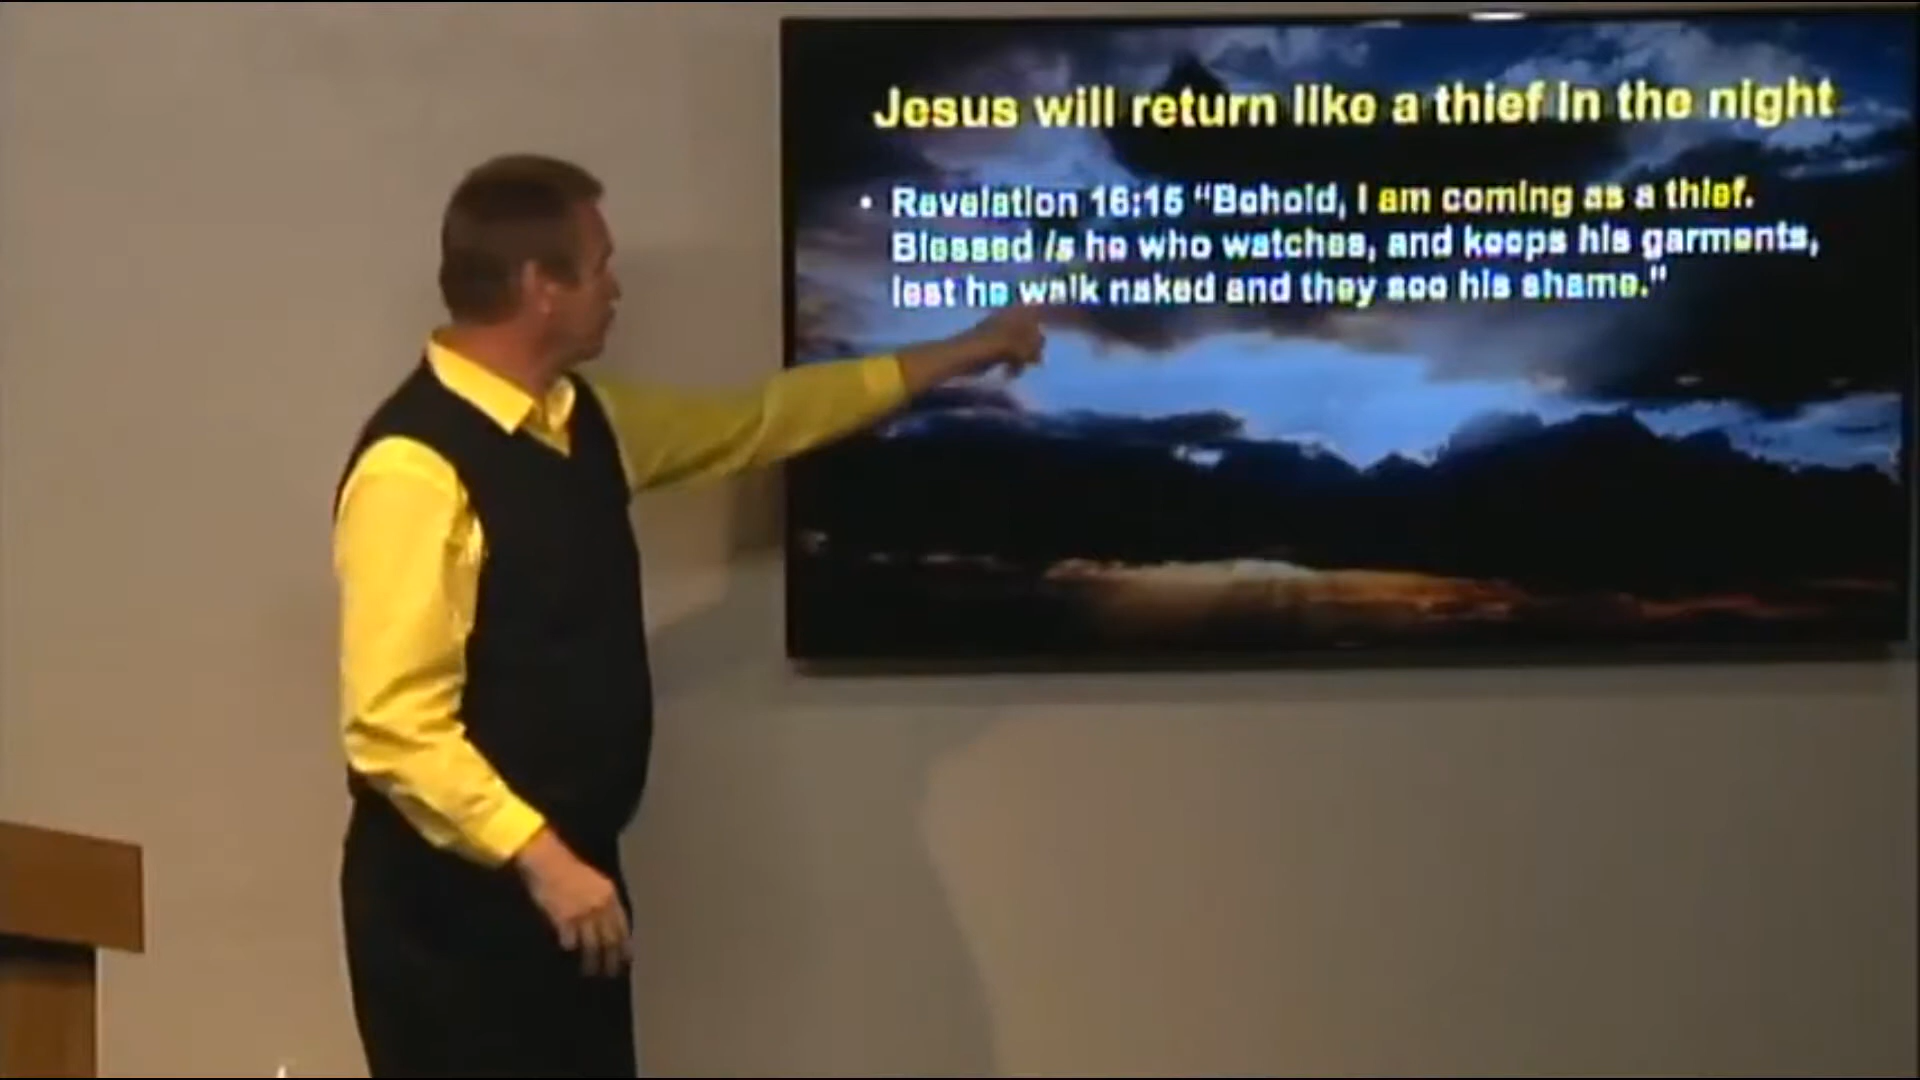 Jesus will return like a thief in the night
• Revelation 16:15 “Behold, I am coming as a thief.
Blessed is he who watches, and keeps his garments,
lest he walk naked and they see his shame.”